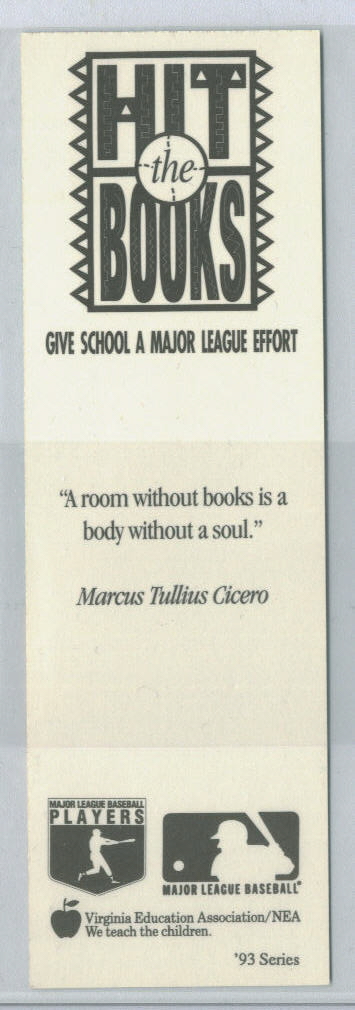 HIT
the
BOOKS
GIVE SCHOOL A MAJOR LEAGUE EFFORT
“A room without books is a
body without a soul.”
Marcus Tullius Cicero
MAJOR LEAGUE BASEBALL
PLAYERS
MAJOR LEAGUE BASEBALL®
Virginia Education Association/NEA
We teach the children.
'93 Series